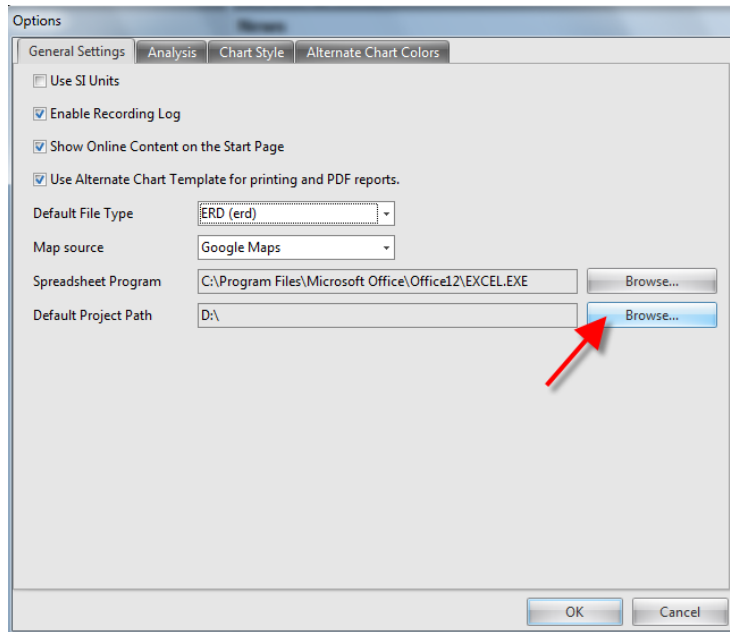 Options
General Settings Analysis Chart Style Alternate Chart Colors
Use SI Units
Enable Recording Log
Show Online Content on the Start Page
Use Alternate Chart Template for printing and PDF reports.
Default File Type ERD (erd)
Map source Google Maps
Spreadsheet Program C:\Program Files\Microsoft Office\Office12\EXCEL.EXE Browse...
Default Project Path D:\ Browse...
OK Cancel